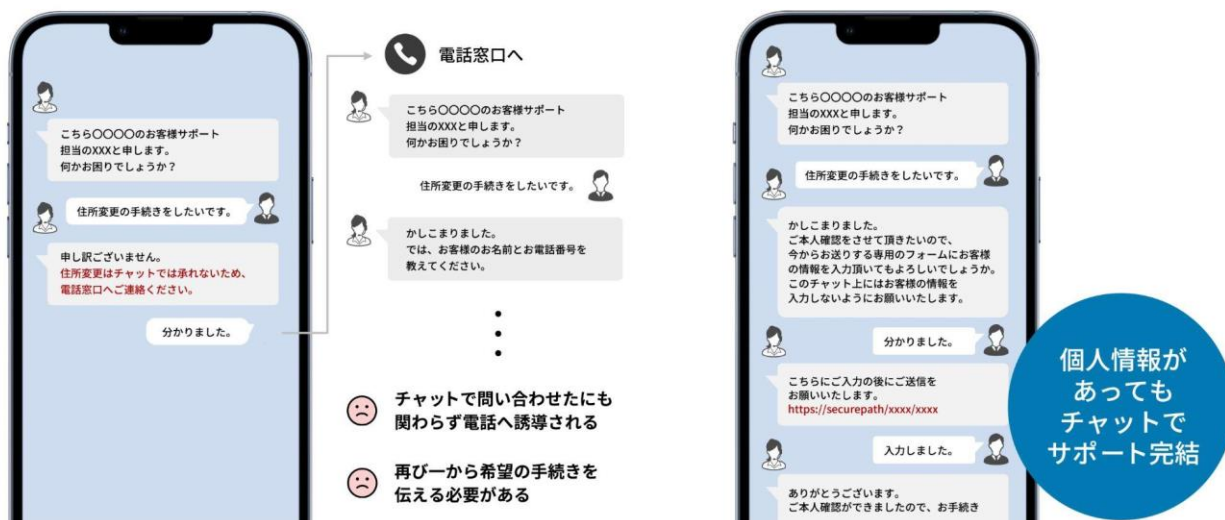 こちら〇〇〇〇のお客様サポート
担当のXXXと申します。
何かお困りでしょうか？
住所変更の手続きをしたいです。
申し訳ございません。
住所変更はチャットでは承れないため、
電話窓口へご連絡ください。
分かりました。
電話窓口へ
こちら〇〇〇〇のお客様サポート
担当のXXXと申します。
何かお困りでしょうか？
住所変更の手続きをしたいです。
かしこまりました。
では、お客様のお名前とお電話番号を
教えてください。
チャットで問い合わせたにも
関わらず電話へ誘導される
再び一から希望の手続きを
伝える必要がある
こちら〇〇〇〇のお客様サポート
担当のXXXと申します。
何かお困りでしょうか？
住所変更の手続きをしたいです。
かしこまりました。
ご本人確認をさせて頂きたいので、
今からお送りする専用のフォームにお客様
の情報を入力頂いてもよろしいでしょうか。
このチャット上にはお客様の情報を
入力しないようにお願いいたします。
分かりました。
こちらにご入力の後にご送信を
お願いいたします。
https://securepath/xxxx/xxxx
入力しました。
ありがとうございます。
ご本人確認ができましたので、お手続き
個人情報が
あっても
チャットで
サポート完結